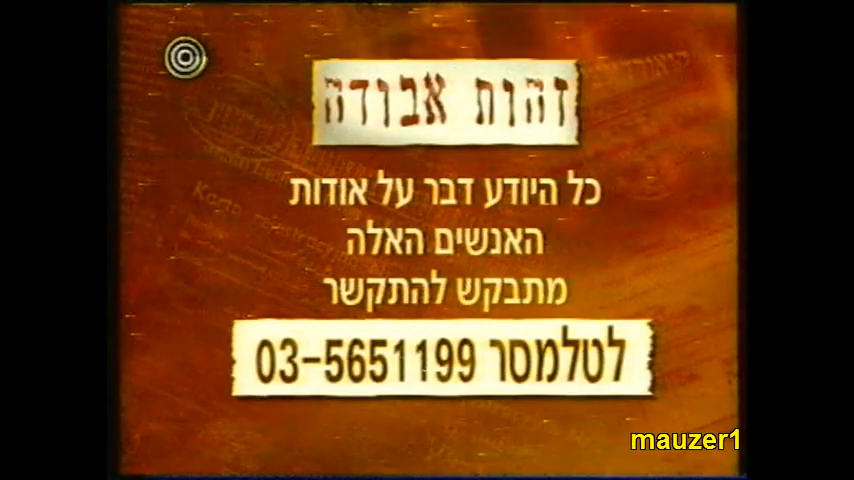 זהות אבודה
כל היודע דבר על אודות
האנשים האלה
מתבקש להתקשר
לטלמסר 03-5651199
mauzer1